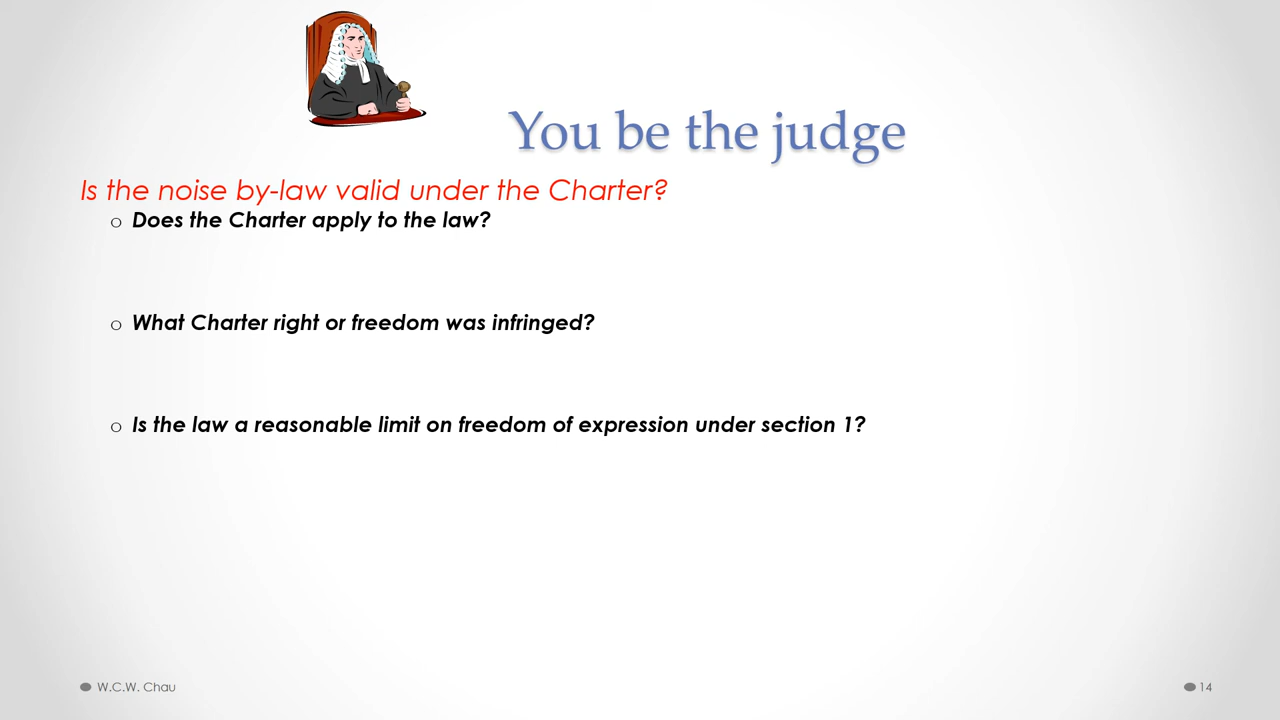 You be the judge
Is the noise by-law valid under the Charter?
o Does the Charter apply to the law?
o What Charter right or freedom was infringed?
o Is the law a reasonable limit on freedom of expression under section 1?
W.C.W. Chau
14